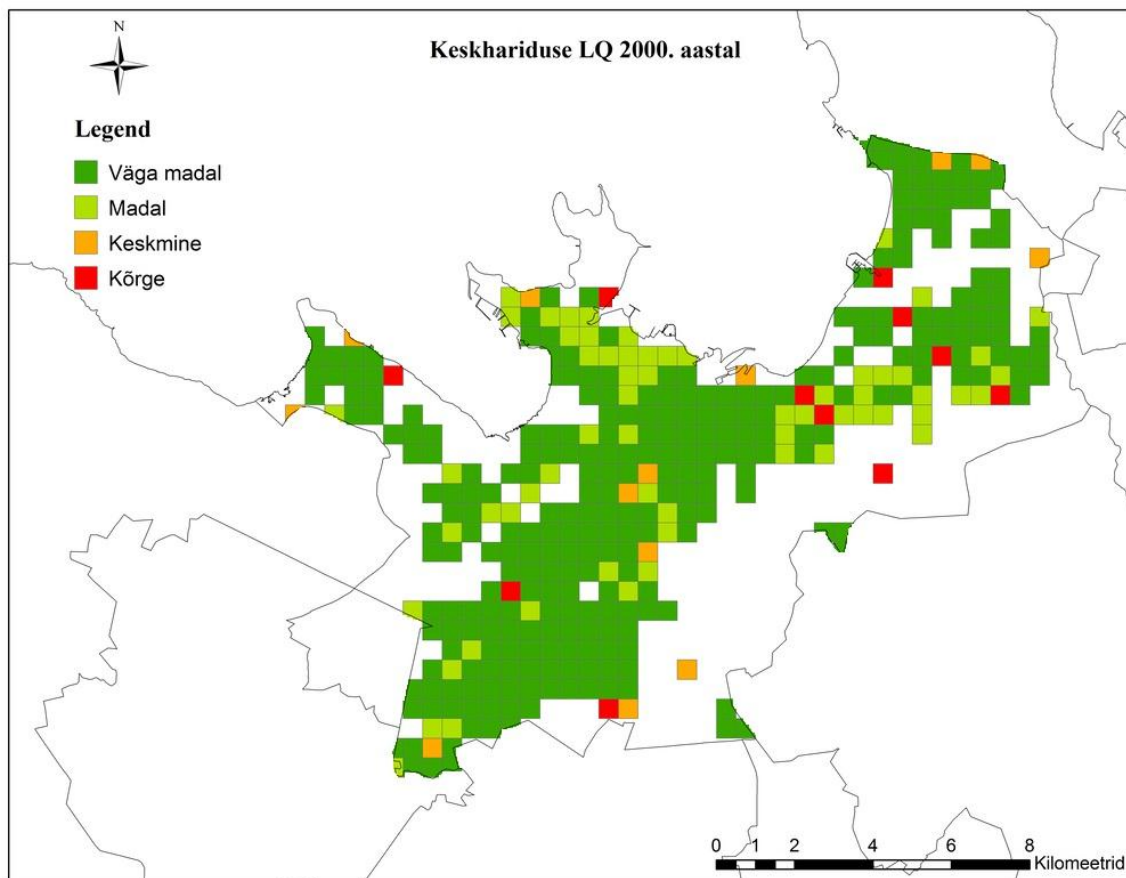 N
Keskhariduse LQ 2000. aastal
Legend
Väga madal
Madal
Keskmine
Kõrge
0 1 2 4 6 8
Kilomeetrid